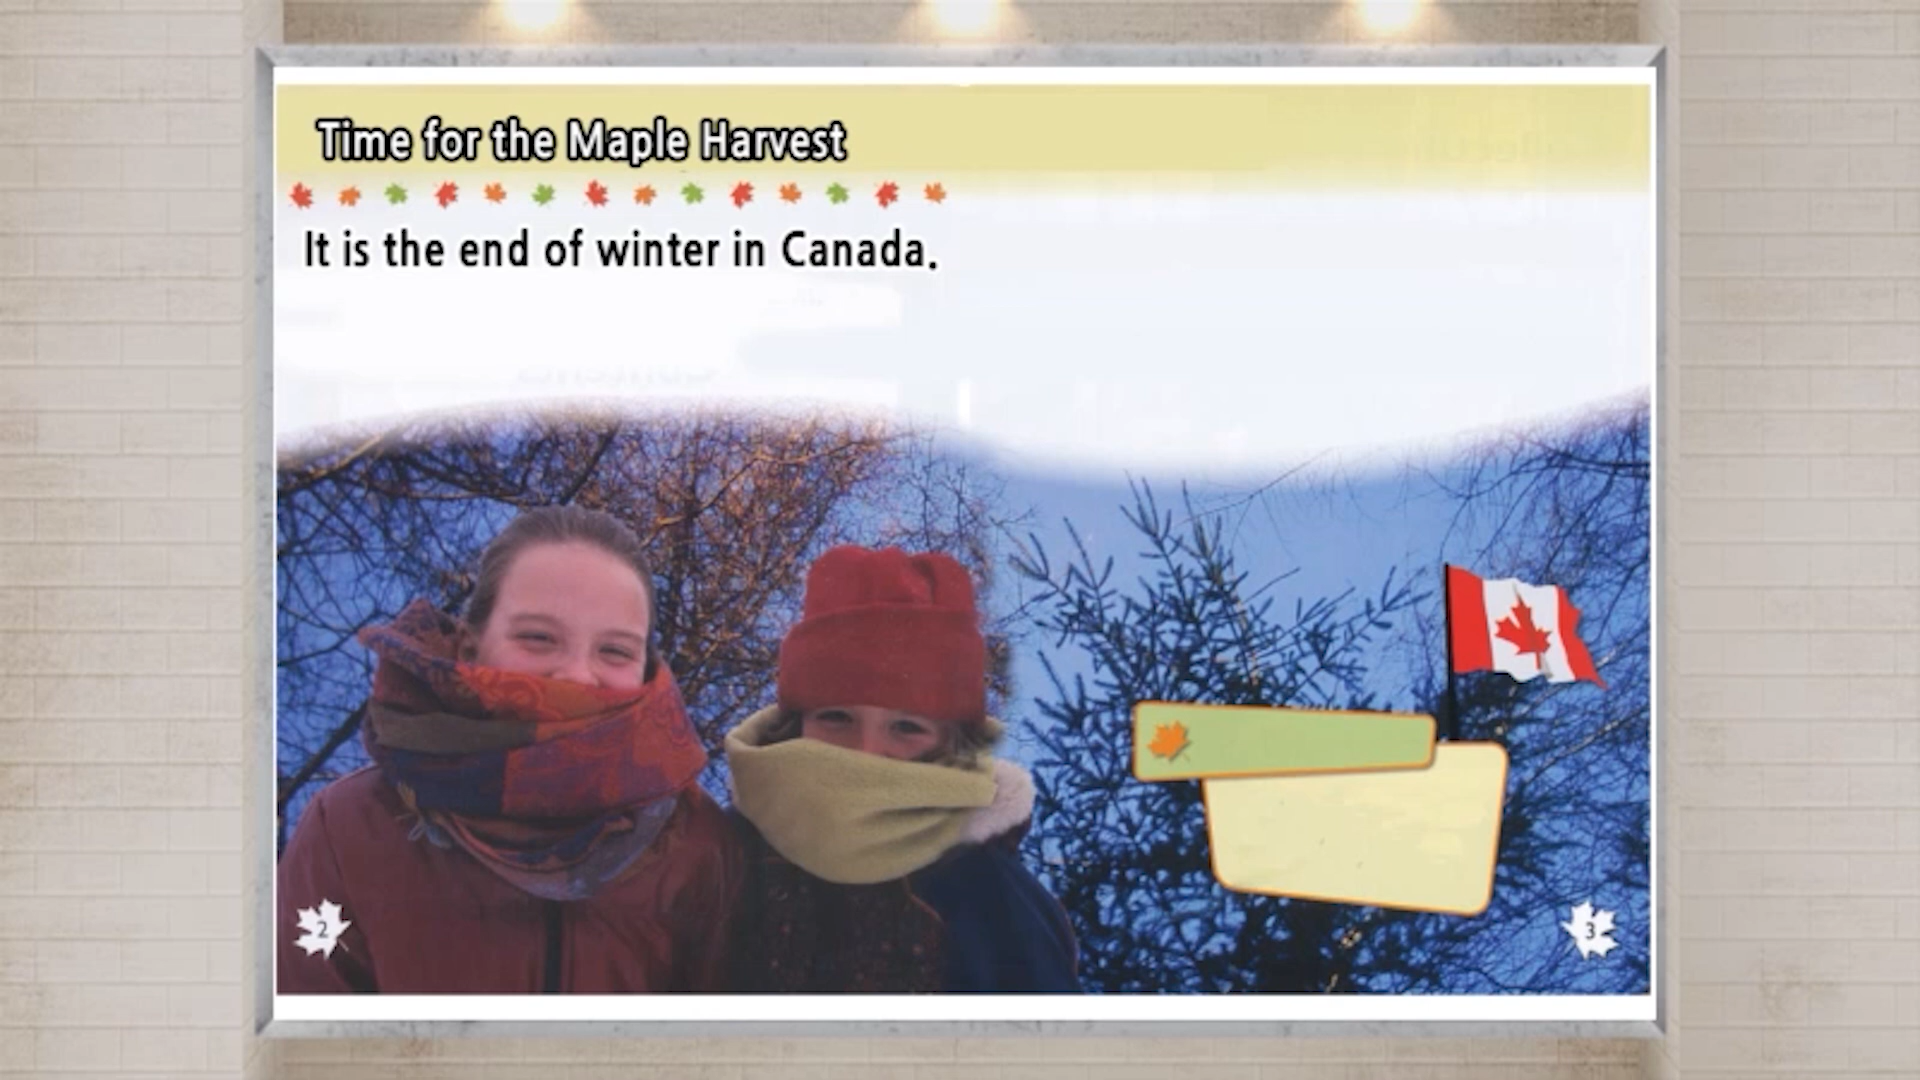 Time for the Maple Harvest
It is the end of winter in Canada.
2
3